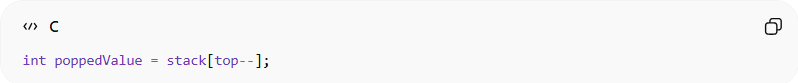 C
int poppedValue = stack[top--];